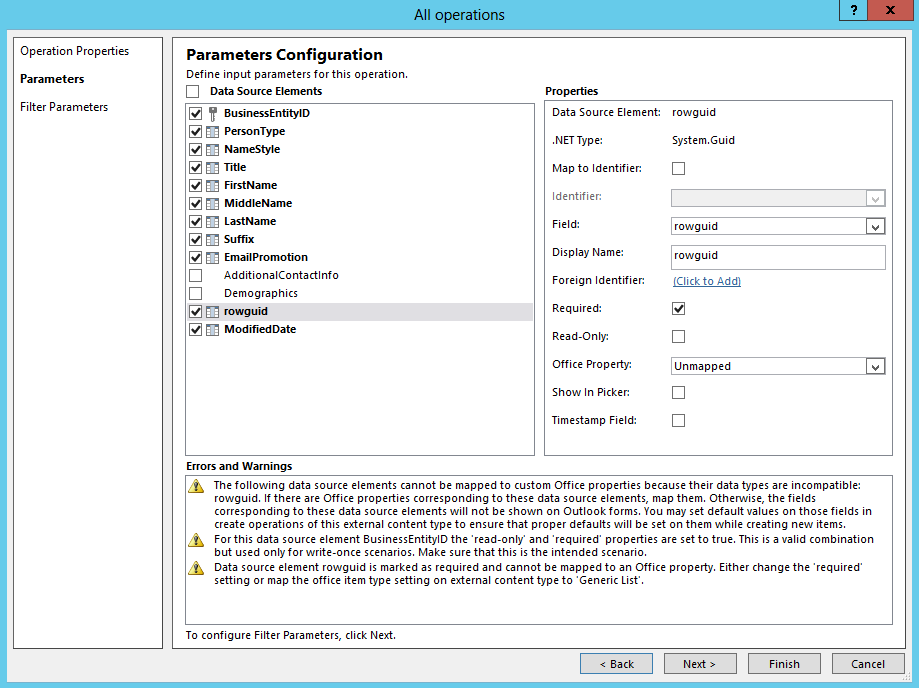 All operations
?
x
Operation Properties
Parameters
Filter Parameters
Parameters Configuration
Define input parameters for this operation.
Data Source Elements
BusinessEntityID
PersonType
NameStyle
Title
FirstName
MiddleName
LastName
Suffix
EmailPromotion
AdditionalContactInfo
Demographics
rowguid
ModifiedDate
Properties
Data Source Element: rowguid
.NET Type: System.Guid
Map to Identifier:
Identifier:
Field: rowguid
Display Name: rowguid
Foreign Identifier: (Click to Add)
Required:
Read-Only:
Office Property: Unmapped
Show In Picker:
Timestamp Field:
Errors and Warnings
The following data source elements cannot be mapped to custom Office properties because their data types are incompatible:
rowguid. If there are Office properties corresponding to these data source elements, map them. Otherwise, the fields
corresponding to these data source elements will not be shown on Outlook forms. You may set default values on those fields in
create operations of this external content type to ensure that proper defaults will be set on them while creating new items.
For this data source element BusinessEntityID the 'read-only' and 'required' properties are set to true. This is a valid combination
but used only for write-once scenarios. Make sure that this is the intended scenario.
Data source element rowguid is marked as required and cannot be mapped to an Office property. Either change the 'required'
setting or map the office item type setting on external content type to 'Generic List'.
To configure Filter Parameters, click Next.
< Back
Next >
Finish
Cancel